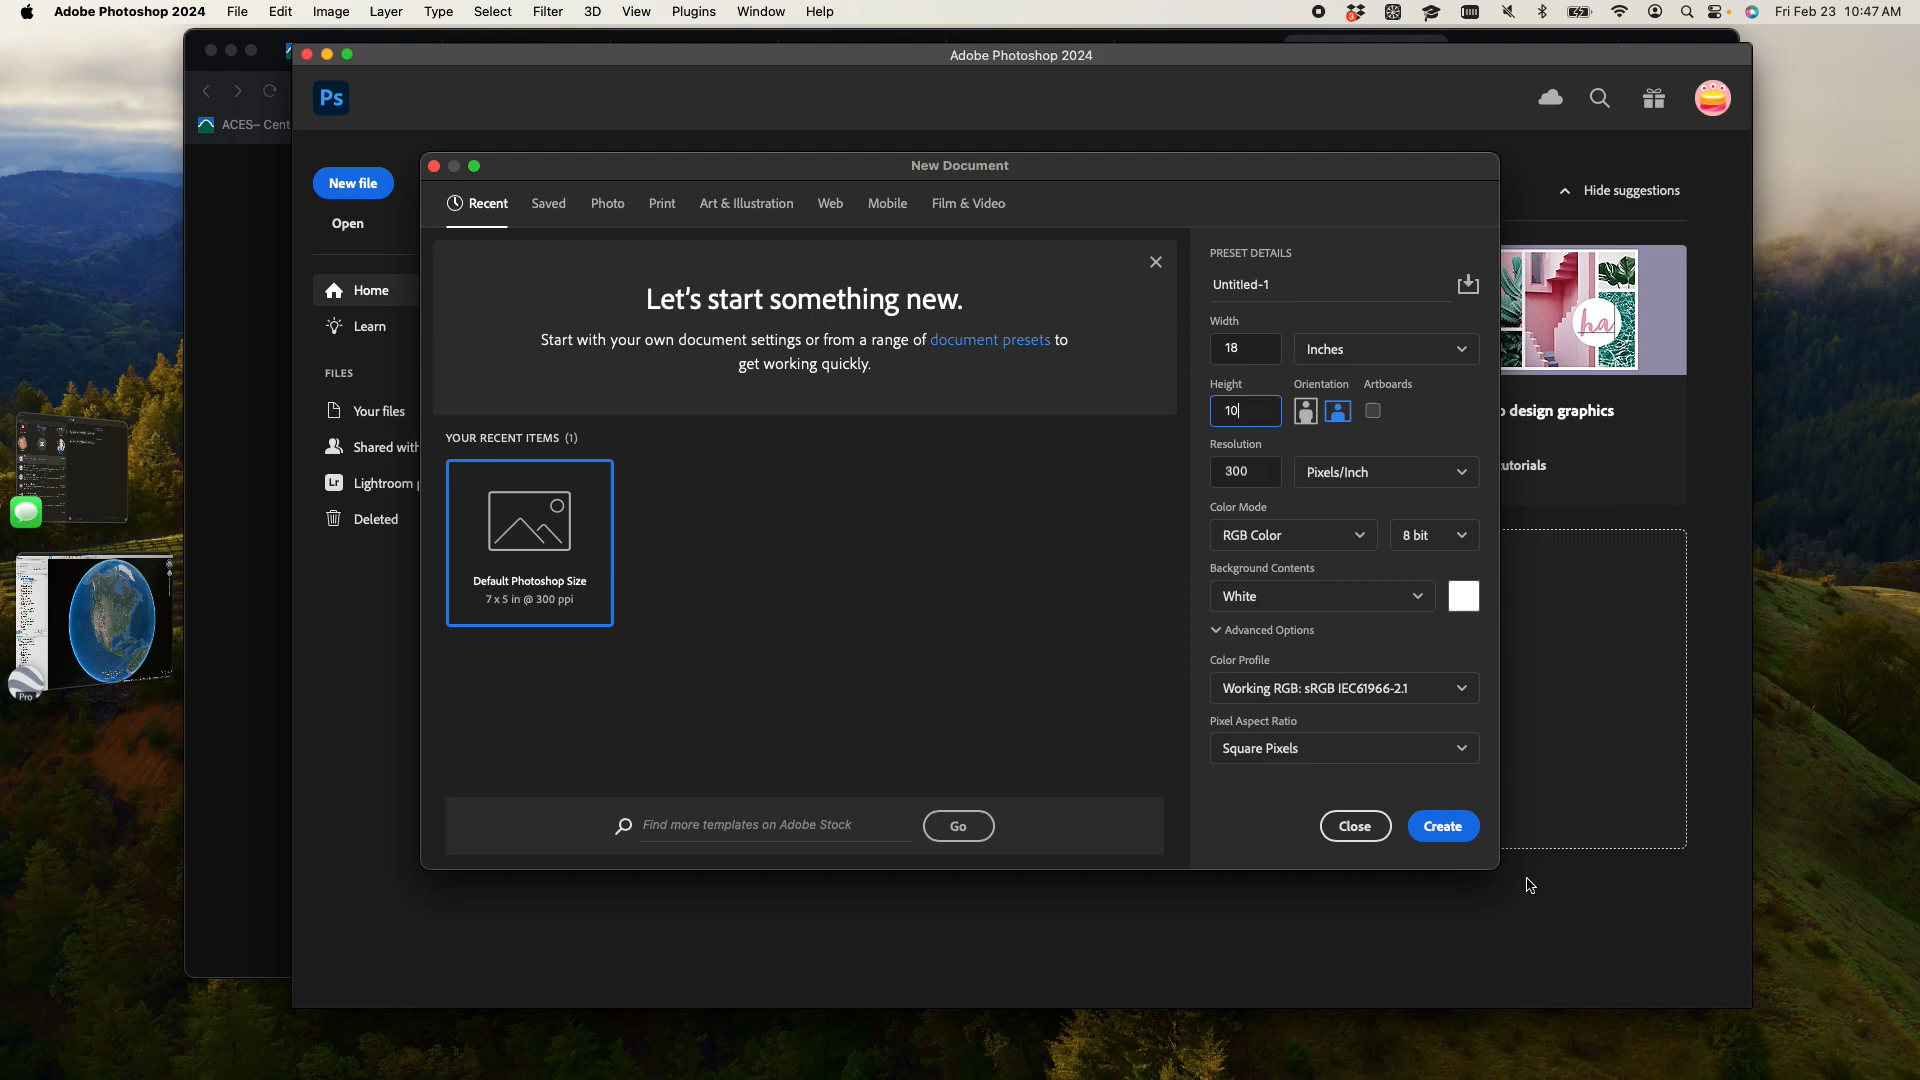 Adobe Photoshop 2024 File Edit Image Layer Type Select Filter 3D View Plugins Window Help
3
Fri Feb 23 10:47 AM
Adobe Photoshop 2024
Ps
ACES– Cent
New file
Open
Home
Learn
FILES
Your files
Shared with
Lr Lightroom p
Deleted
Pro
Hide suggestions
ha
o design graphics
utorials
New Document
Recent Saved Photo Print Art & Illustration Web Mobile Film & Video
Let's start something new.
Start with your own document settings or from a range of document presets to
get working quickly.
YOUR RECENT ITEMS (1)
Default Photoshop Size
7 x 5 in @ 300 ppi
Find more templates on Adobe Stock
Go
PRESET DETAILS
Untitled-1
Width
18 Inches
Height Orientation Artboards
10
Resolution
300 Pixels/Inch
Color Mode
RGB Color 8 bit
Background Contents
White
Advanced Options
Color Profile
Working RGB: sRGB IEC61966-2.1
Pixel Aspect Ratio
Square Pixels
Close Create